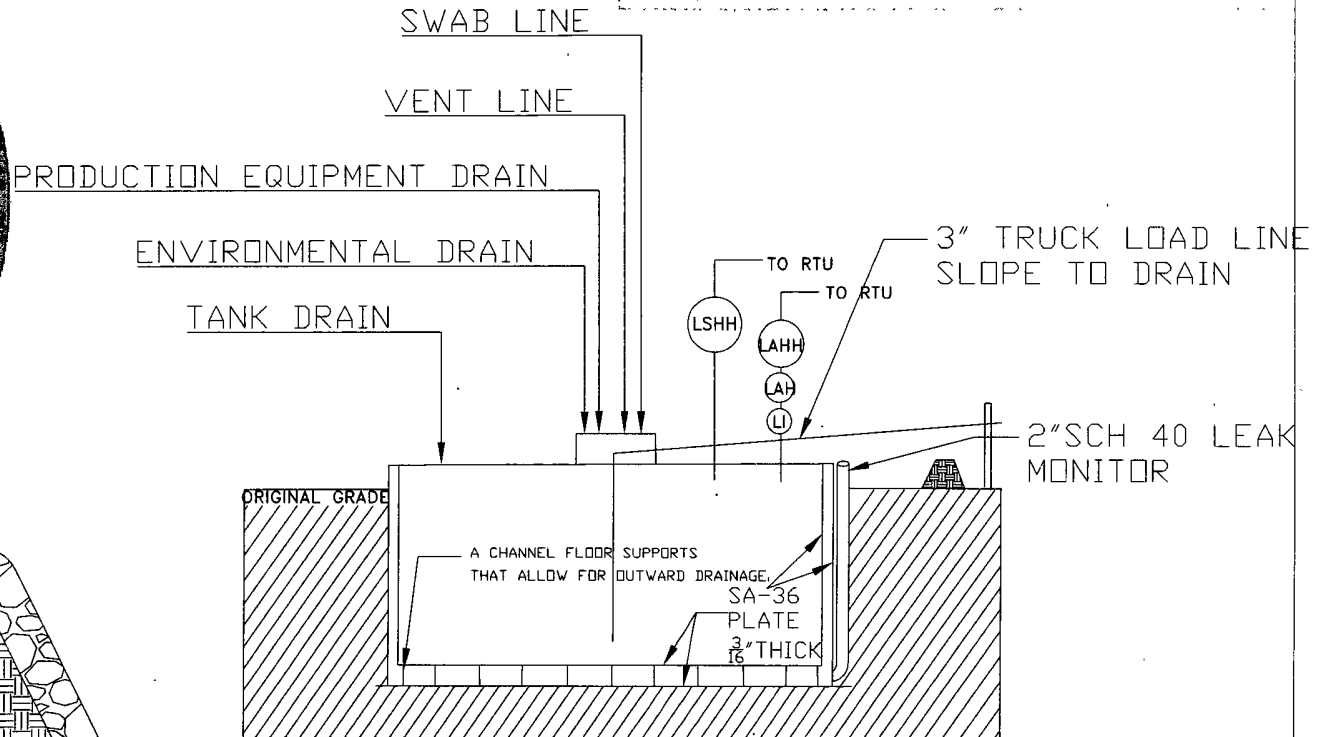 SWAB LINE
VENT LINE
PRODUCTION EQUIPMENT DRAIN
ENVIRONMENTAL DRAIN
TANK DRAIN
3" TRUCK LOAD LINE
SLOPE TO DRAIN
TO RTU
TO RTU
LSHH
LAHH
LAH
LI
2"SCH 40 LEAK
MONITOR
ORIGINAL GRADE
A CHANNEL FLOOR SUPPORTS
THAT ALLOW FOR OUTWARD DRAINAGE.
SA-36
PLATE
3/16"THICK